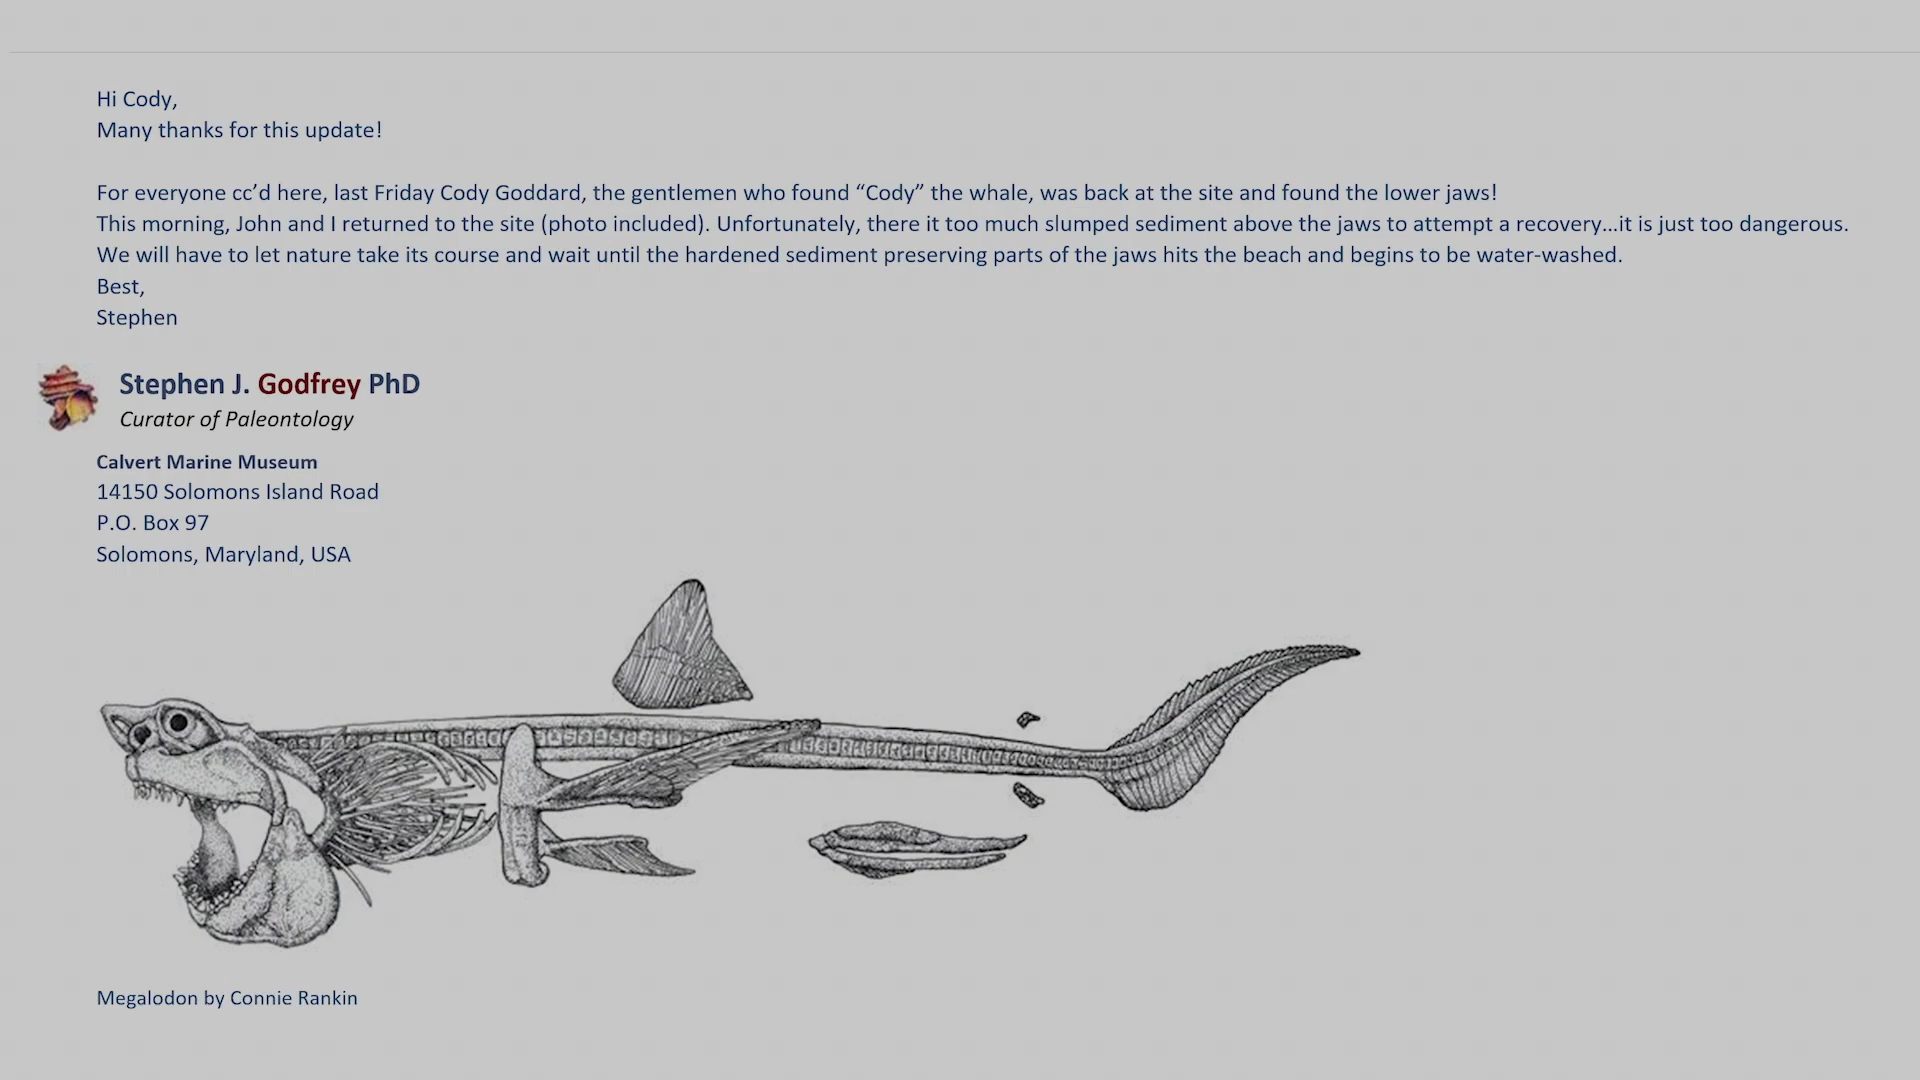 Hi Cody,
Many thanks for this update!
For everyone cc’d here, last Friday Cody Goddard, the gentlemen who found “Cody” the whale, was back at the site and found the lower jaws!
This morning, John and I returned to the site (photo included). Unfortunately, there it too much slumped sediment above the jaws to attempt a recovery…it is just too dangerous.
We will have to let nature take its course and wait until the hardened sediment preserving parts of the jaws hits the beach and begins to be water-washed.
Best,
Stephen
Stephen J. Godfrey PhD
Curator of Paleontology
Calvert Marine Museum
14150 Solomons Island Road
P.O. Box 97
Solomons, Maryland, USA
Megalodon by Connie Rankin